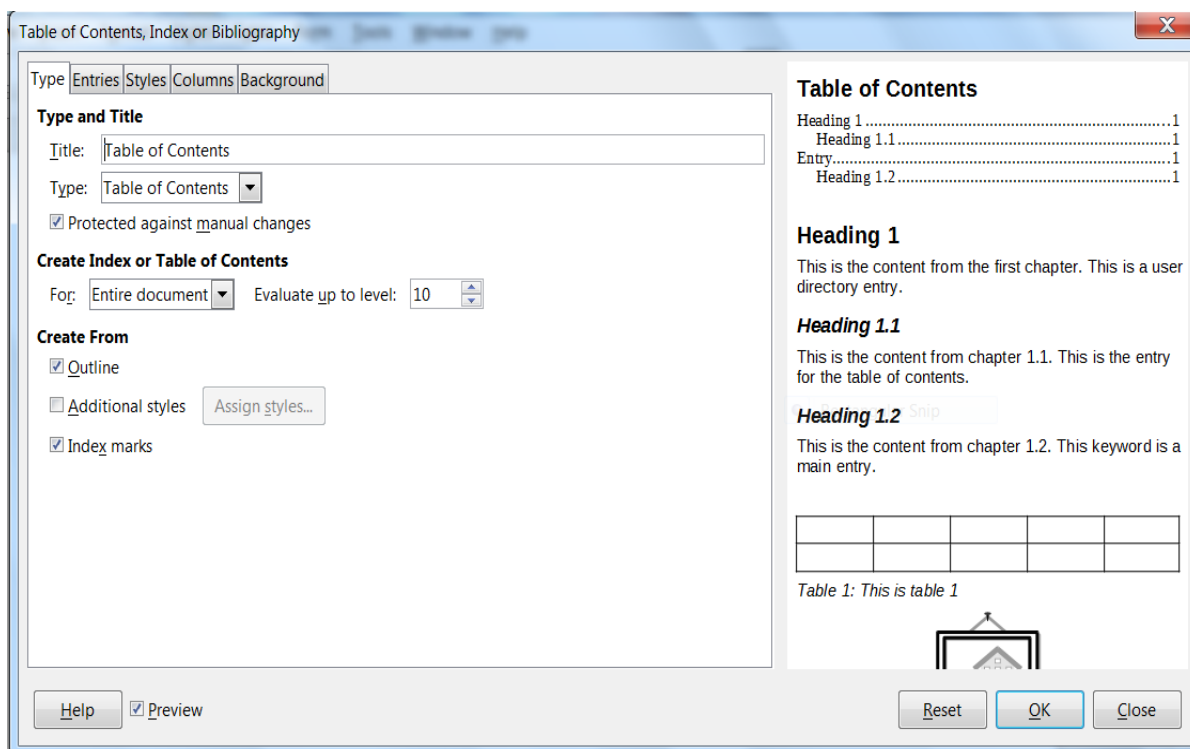 Table of Contents, Index or Bibliography
Tools Window Help
X
Type Entries Styles Columns Background
Type and Title
Title: Table of Contents
Type: Table of Contents
Protected against manual changes
Create Index or Table of Contents
For: Entire document Evaluate up to level: 10
Create From
Outline
Additional styles Assign styles...
Index marks
Table of Contents
Heading 1.......................................................................1
Heading 1.1................................................................1
Entry..............................................................................1
Heading 1.2................................................................1
Heading 1
This is the content from the first chapter. This is a user
directory entry.
Heading 1.1
This is the content from chapter 1.1. This is the entry
for the table of contents.
Snip
Heading 1.2
This is the content from chapter 1.2. This keyword is a
main entry.
Table 1: This is table 1
Help Preview Reset OK Close